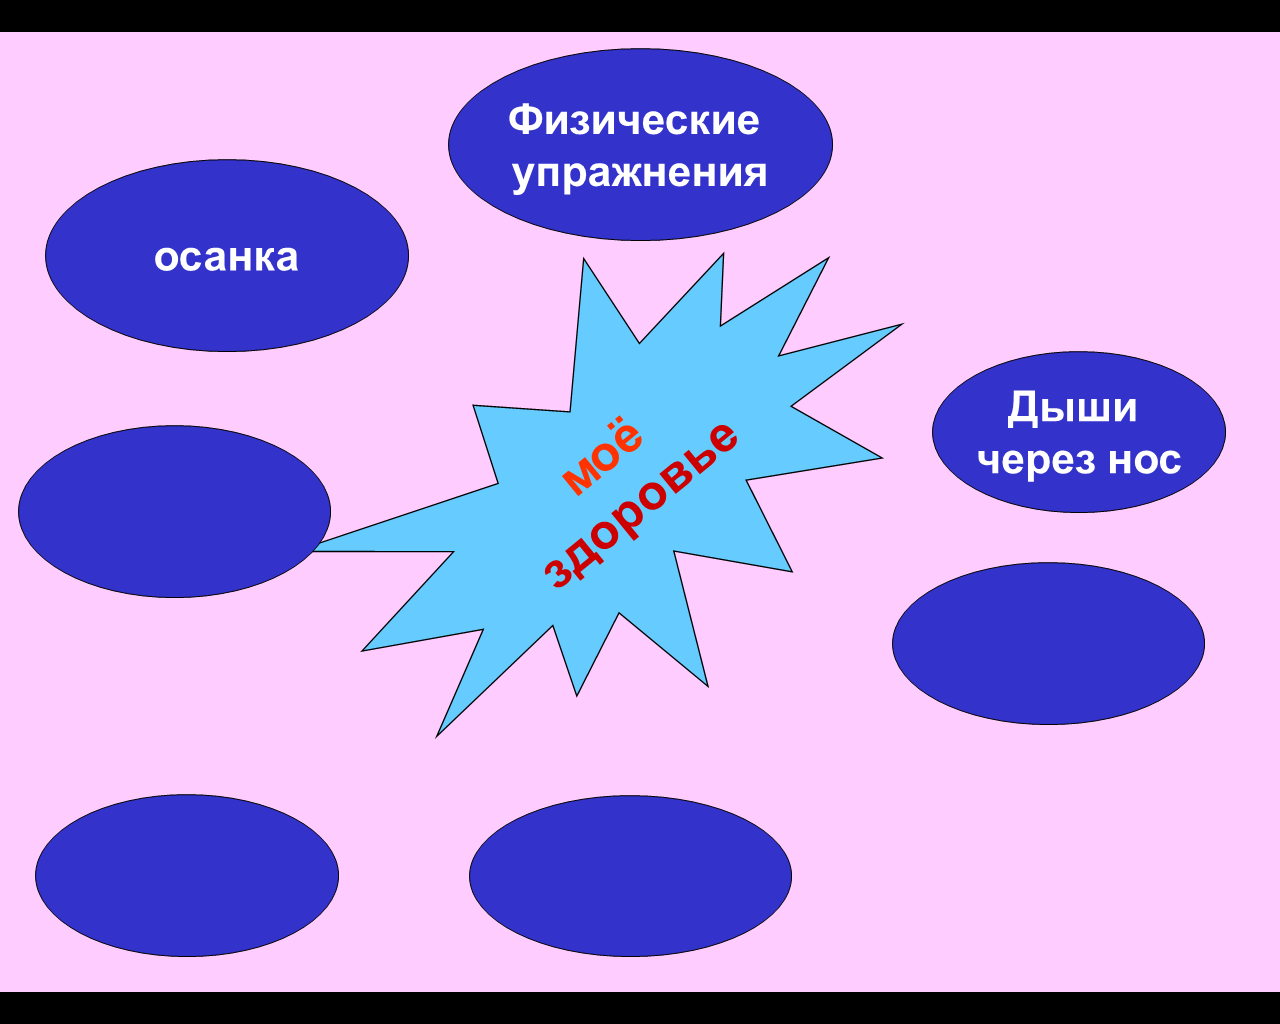 Физические
упражнения
осанка
Дыши
через нос
моё
здоровье